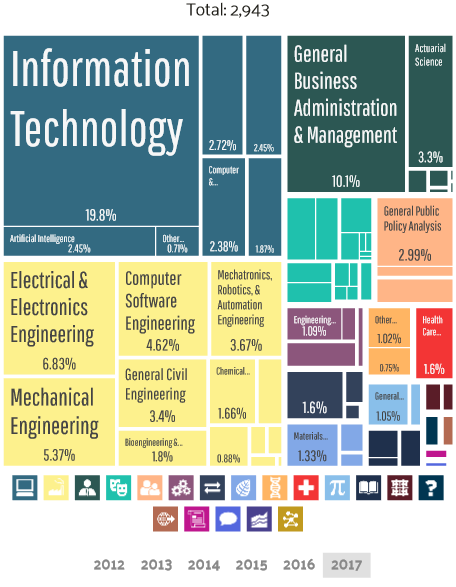 Total: 2,943
Information
Technology
19.8%
Artificial Intelligence
2.45%
Other...
0.71%
2.72%
2.45%
Computer
&...
2.38%
1.87%
General
Business
Administration
& Management
10.1%
Actuarial
Science
3.3%
General Public
Policy Analysis
2.99%
Electrical &
Electronics
Engineering
6.83%
Mechanical
Engineering
5.37%
Computer
Software
Engineering
4.62%
General Civil
Engineering
3.4%
Bioengineering &...
1.8%
Mechatronics,
Robotics, &
Automation
Engineering
3.67%
Chemical...
1.66%
0.88%
Engineering...
1.09%
1.6%
Materials...
1.33%
Other...
1.02%
0.75%
Health
Care...
1.6%
General...
1.05%
π
?
2012 2013 2014 2015 2016 2017